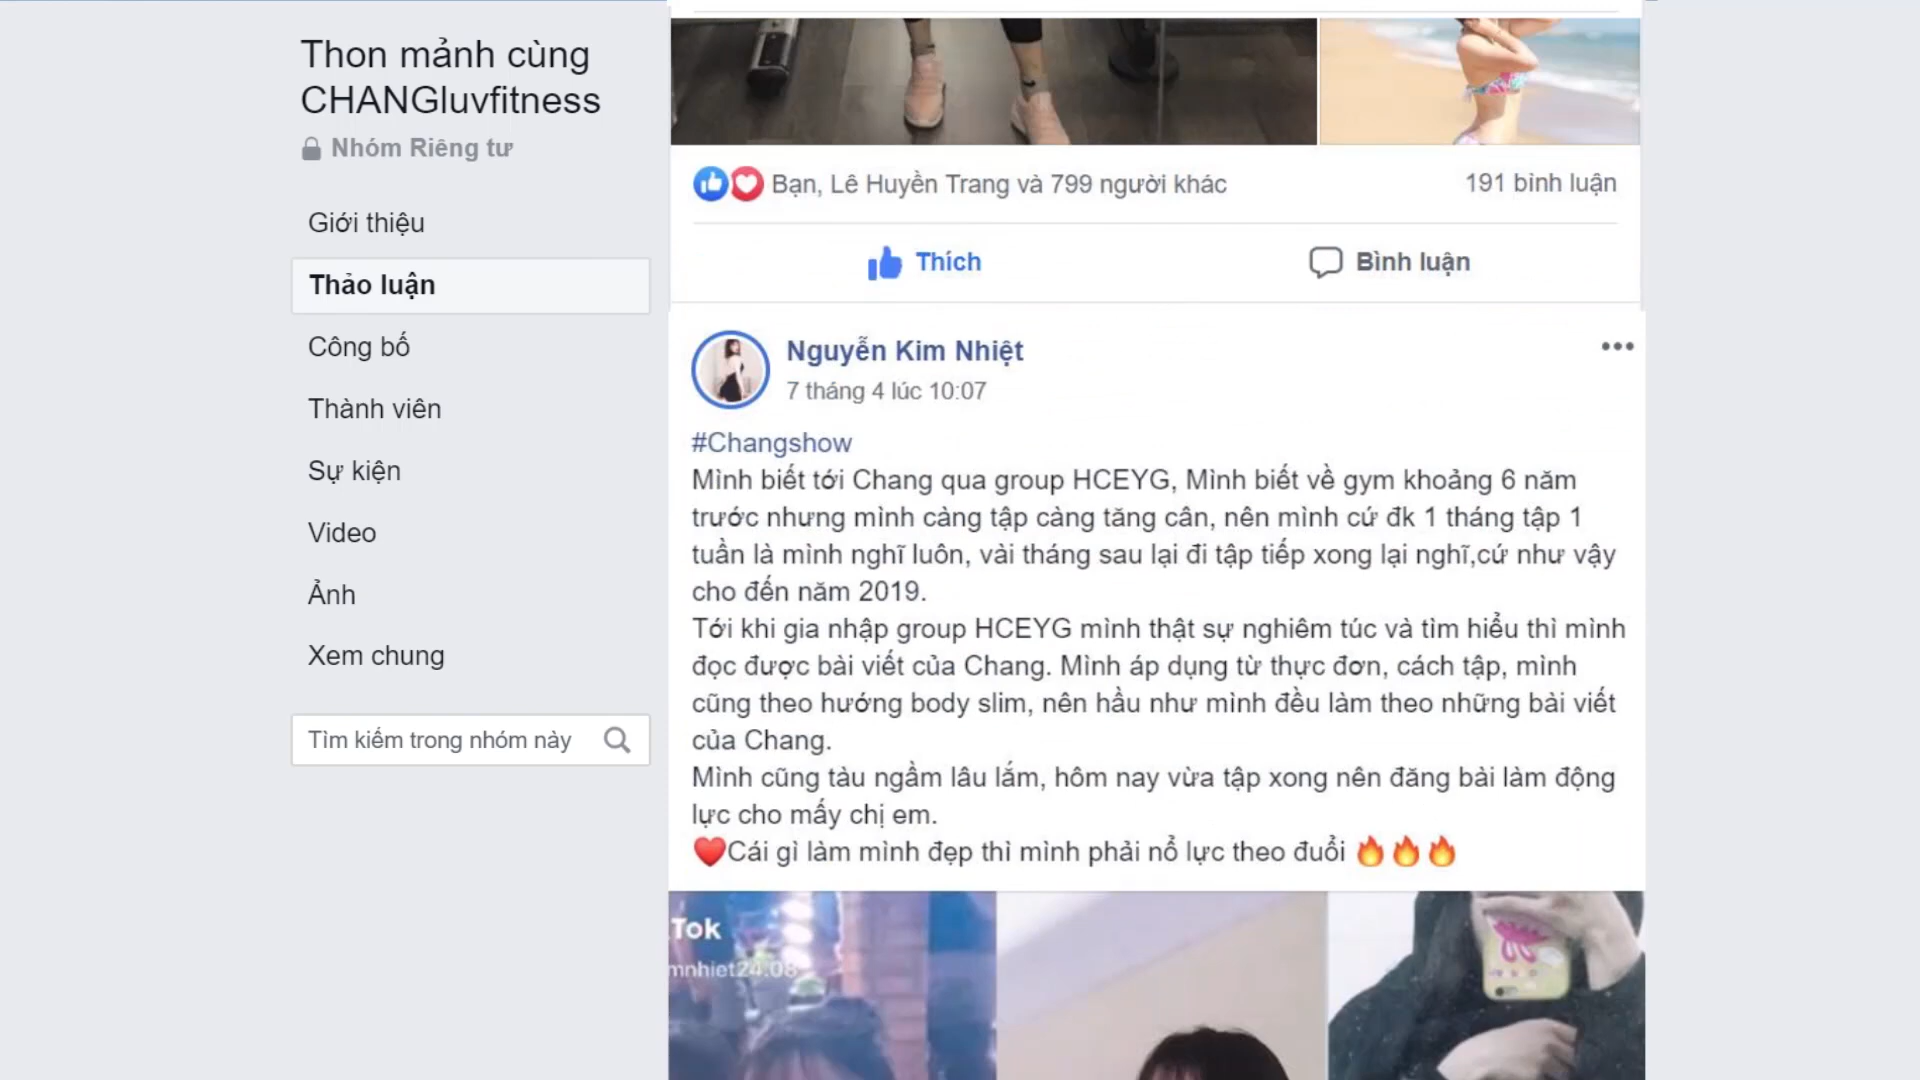 Thon mảnh cùng
CHANGluvfitness
Nhóm Riêng tư
Giới thiệu
Thảo luận
Công bố
Thành viên
Sự kiện
Video
Ảnh
Xem chung
Tìm kiếm trong nhóm này
Bạn, Lê Huyền Trang và 799 người khác
191 bình luận
Thích
Bình luận
Nguyễn Kim Nhiệt
7 tháng 4 lúc 10:07
#Changshow
Mình biết tới Chang qua group HCEYG, Mình biết về gym khoảng 6 năm
trước nhưng mình càng tập càng tăng cân, nên mình cứ đk 1 tháng tập 1
tuần là mình nghĩ luôn, vài tháng sau lại đi tập tiếp xong lại nghĩ,cứ như vậy
cho đến năm 2019.
Tới khi gia nhập group HCEYG mình thật sự nghiêm túc và tìm hiểu thì mình
đọc được bài viết của Chang. Mình áp dụng từ thực đơn, cách tập, mình
cũng theo hướng body slim, nên hầu như mình đều làm theo những bài viết
của Chang.
Mình cũng tàu ngầm lâu lắm, hôm nay vừa tập xong nên đăng bài làm động
lực cho mấy chị em.
❤️Cái gì làm mình đẹp thì mình phải nổ lực theo đuổi 🔥🔥🔥
Tok
mnhiet24.08